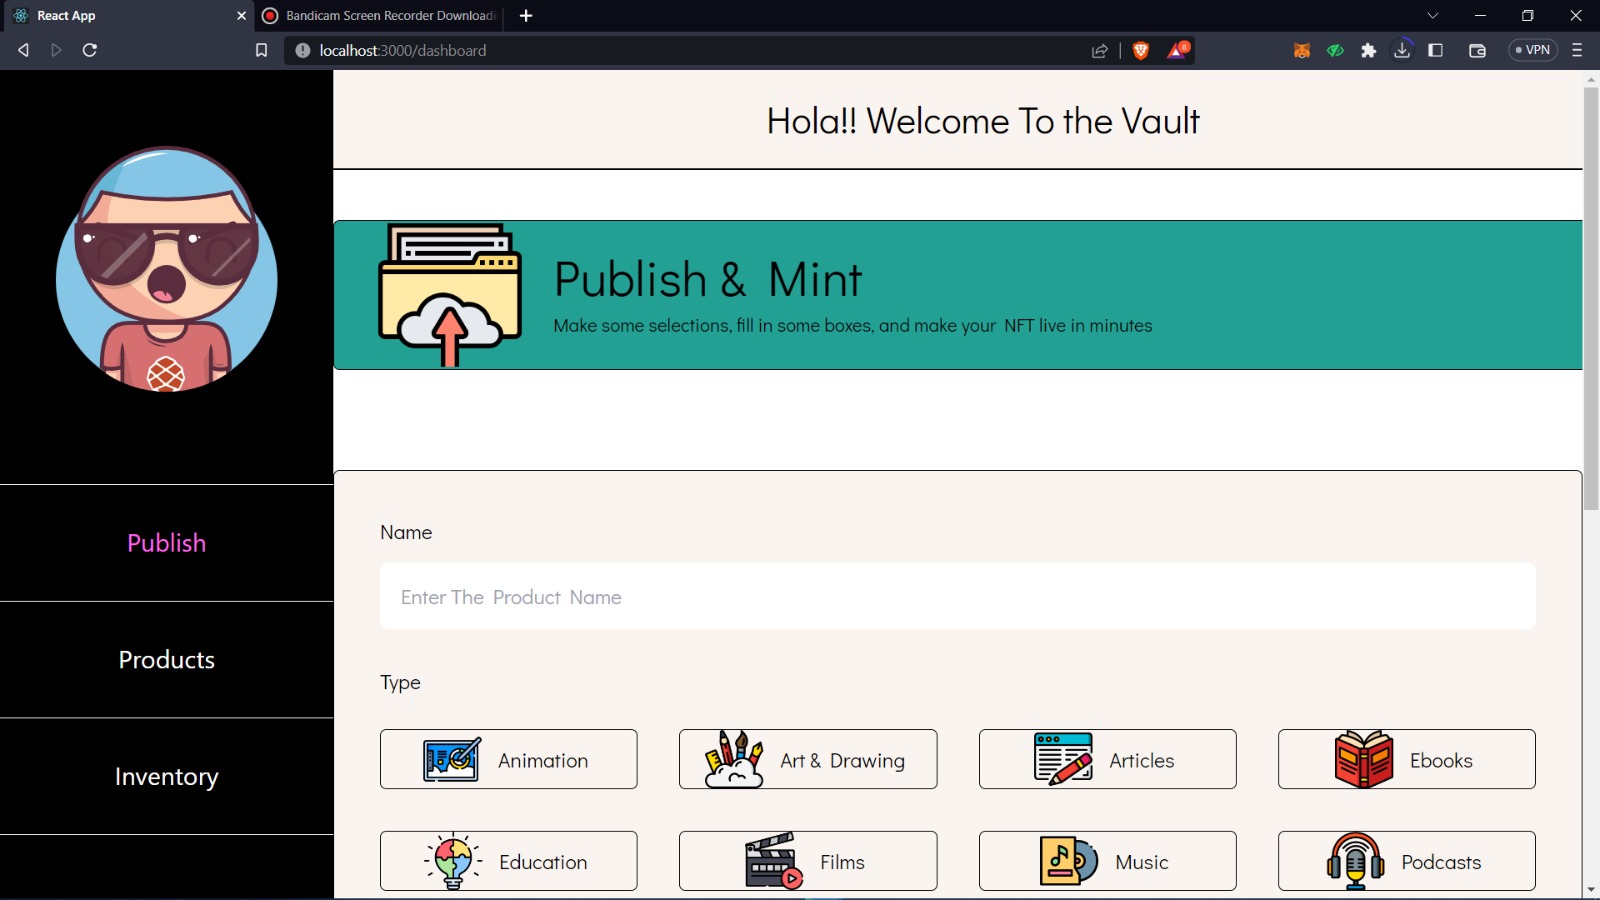 React App
Bandicam Screen Recorder Downloadi
localhost:3000/dashboard
8
VPN
Hola!! Welcome To the Vault
Publish & Mint
Make some selections, fill in some boxes, and make your NFT live in minutes
Publish
Products
Inventory
Name
Enter The Product Name
Type
Animation
Art & Drawing
Articles
Ebooks
Education
Films
Music
Podcasts